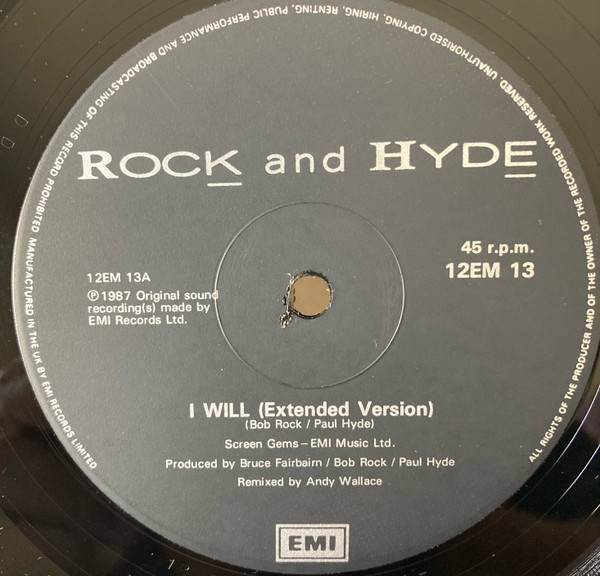 ROCK and HYDE
45 r.p.m.
12EM 13
12EM 13A
Ⓟ1987 Original sound
recording(s) made by
EMI Records Ltd.
I WILL (Extended Version)
(Bob Rock / Paul Hyde)
Screen Gems – EMI Music Ltd.
Produced by Bruce Fairbairn / Bob Rock / Paul Hyde
Remixed by Andy Wallace
EMI
ALL RIGHTS OF THE PRODUCER AND OF THE OWNER OF THE RECORDED WORK RESERVED. UNAUTHORISED COPYING, HIRING, RENTING, PUBLIC PERFORMANCE AND BROADCASTING OF THIS RECORD PROHIBITED MANUFACTURED IN THE UK BY EMI RECORDS LIMITED